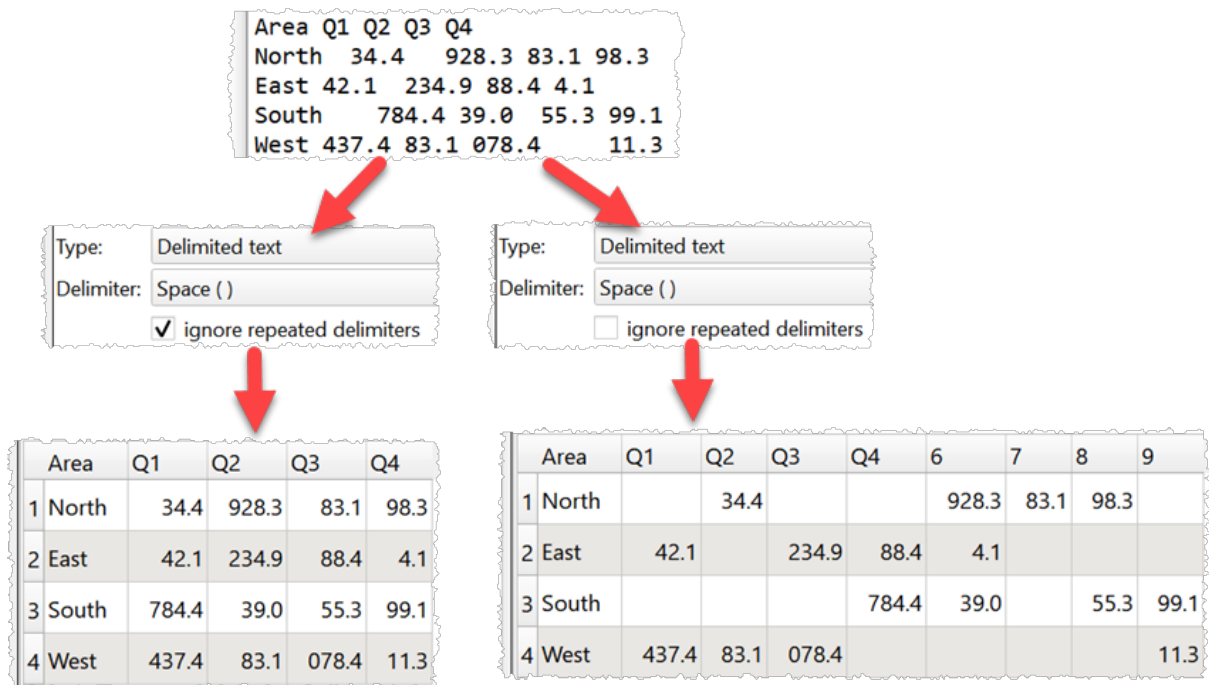 Area Q1 Q2 Q3 Q4
North  34.4   928.3 83.1 98.3
East 42.1  234.9 88.4 4.1
South    784.4 39.0  55.3 99.1
West 437.4 83.1 078.4     11.3
Type: Delimited text
Delimiter: Space ( )
ignore repeated delimiters
Type: Delimited text
Delimiter: Space ( )
ignore repeated delimiters
Area Q1 Q2 Q3 Q4
1 North 34.4 928.3 83.1 98.3
2 East 42.1 234.9 88.4 4.1
3 South 784.4 39.0 55.3 99.1
4 West 437.4 83.1 078.4 11.3
Area Q1 Q2 Q3 Q4 6 7 8 9
1 North 34.4 928.3 83.1 98.3
2 East 42.1 234.9 88.4 4.1
3 South 784.4 39.0 55.3 99.1
4 West 437.4 83.1 078.4 11.3